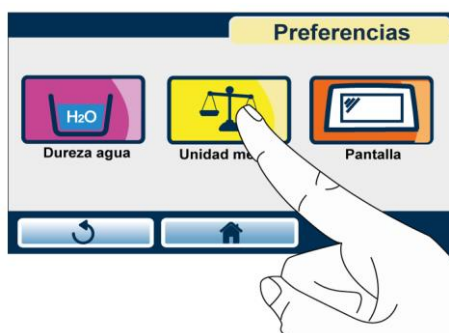 Preferencias
H2O
Dureza agua
Unidad me
Pantalla